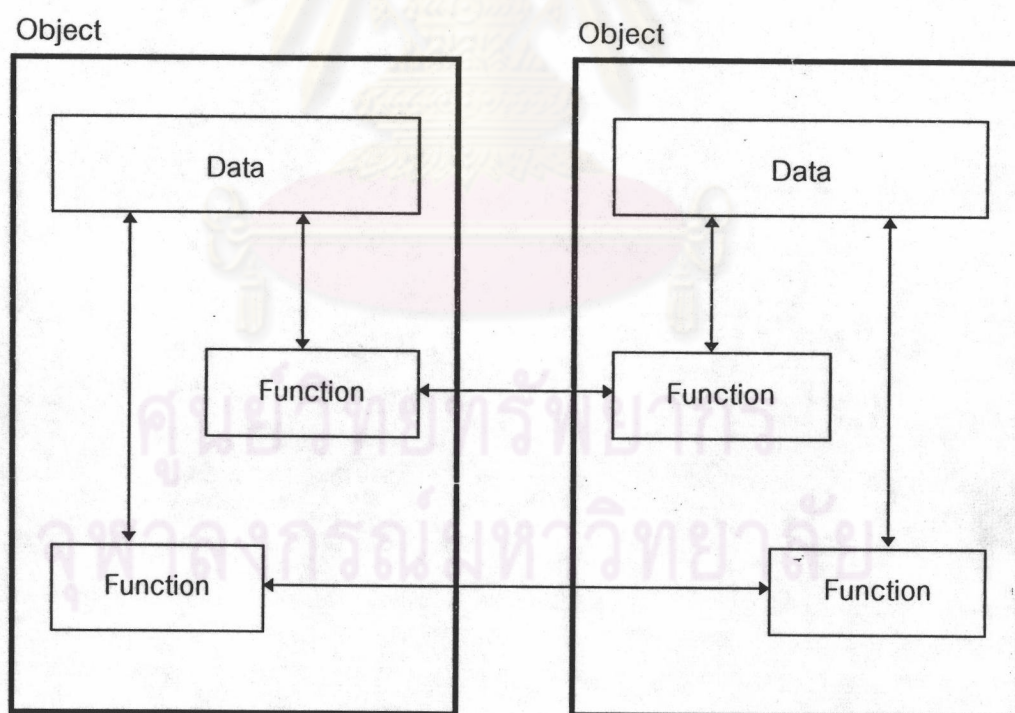 Object
Object
Data
Data
Function
Function
ศูนย์วิทยทรัพยากร
จุฬาลงกรณ์มหาวิทยาลัย
Function
Function